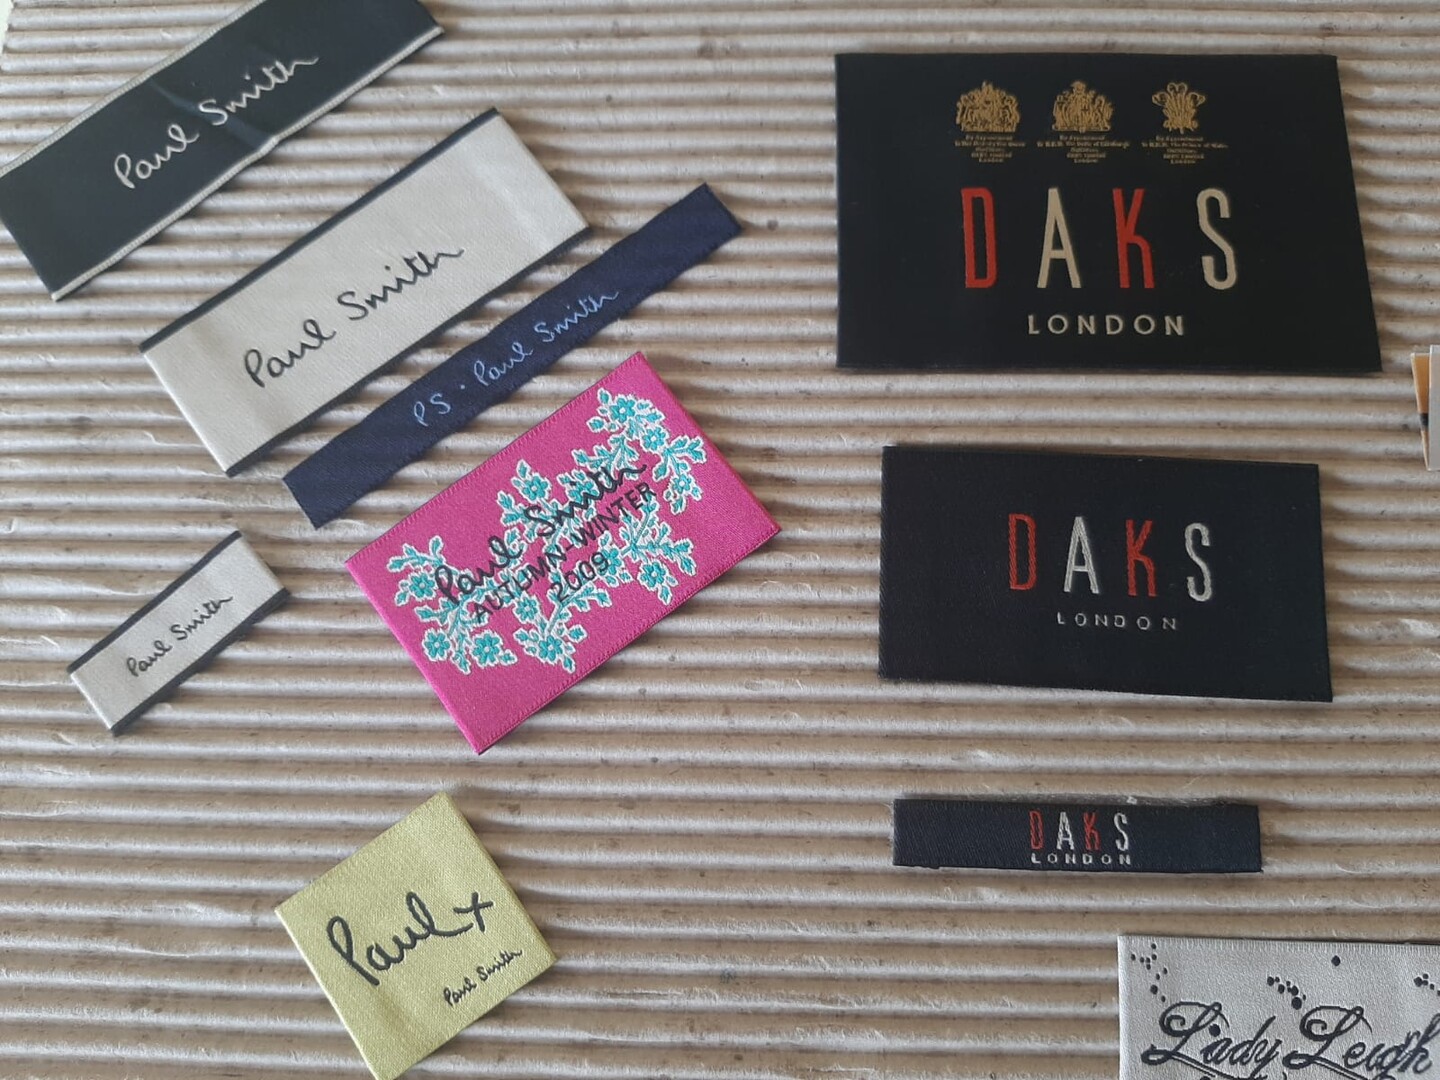 Paul Smith
Paul Smith
PS · Paul Smith
Paul Smith
AUTUMN-WINTER
2009
Paul Smith
Paul x
Paul Smith
DAKS
LONDON
DAKS
LONDON
DAKS
LONDON
Lady Leigh